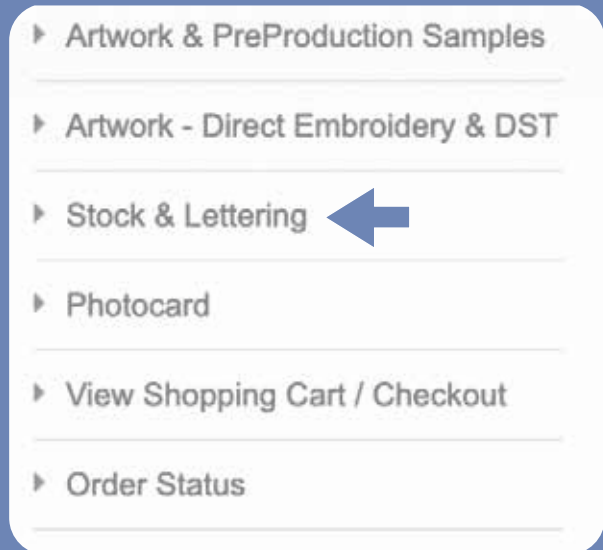 Artwork & PreProduction Samples
Artwork - Direct Embroidery & DST
Stock & Lettering
Photocard
View Shopping Cart / Checkout
Order Status